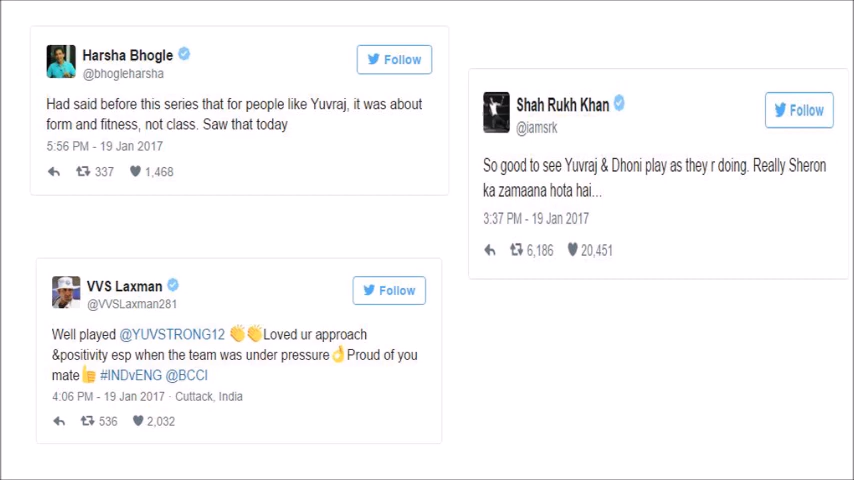 Harsha Bhogle
@bhogleharsha
Follow
Had said before this series that for people like Yuvraj, it was about
form and fitness, not class. Saw that today
5:56 PM - 19 Jan 2017
337 1,468
Shah Rukh Khan
@iamsrk
Follow
So good to see Yuvraj & Dhoni play as they r doing. Really Sheron
ka zamaana hota hai...
3:37 PM - 19 Jan 2017
6,186 20,451
VVS Laxman
@VVSLaxman281
Follow
Well played @YUVSTRONG12 👏👏Loved ur approach
&positivity esp when the team was under pressure👌Proud of you
mate👍 #INDvENG @BCCI
4:06 PM - 19 Jan 2017 · Cuttack, India
536 2,032